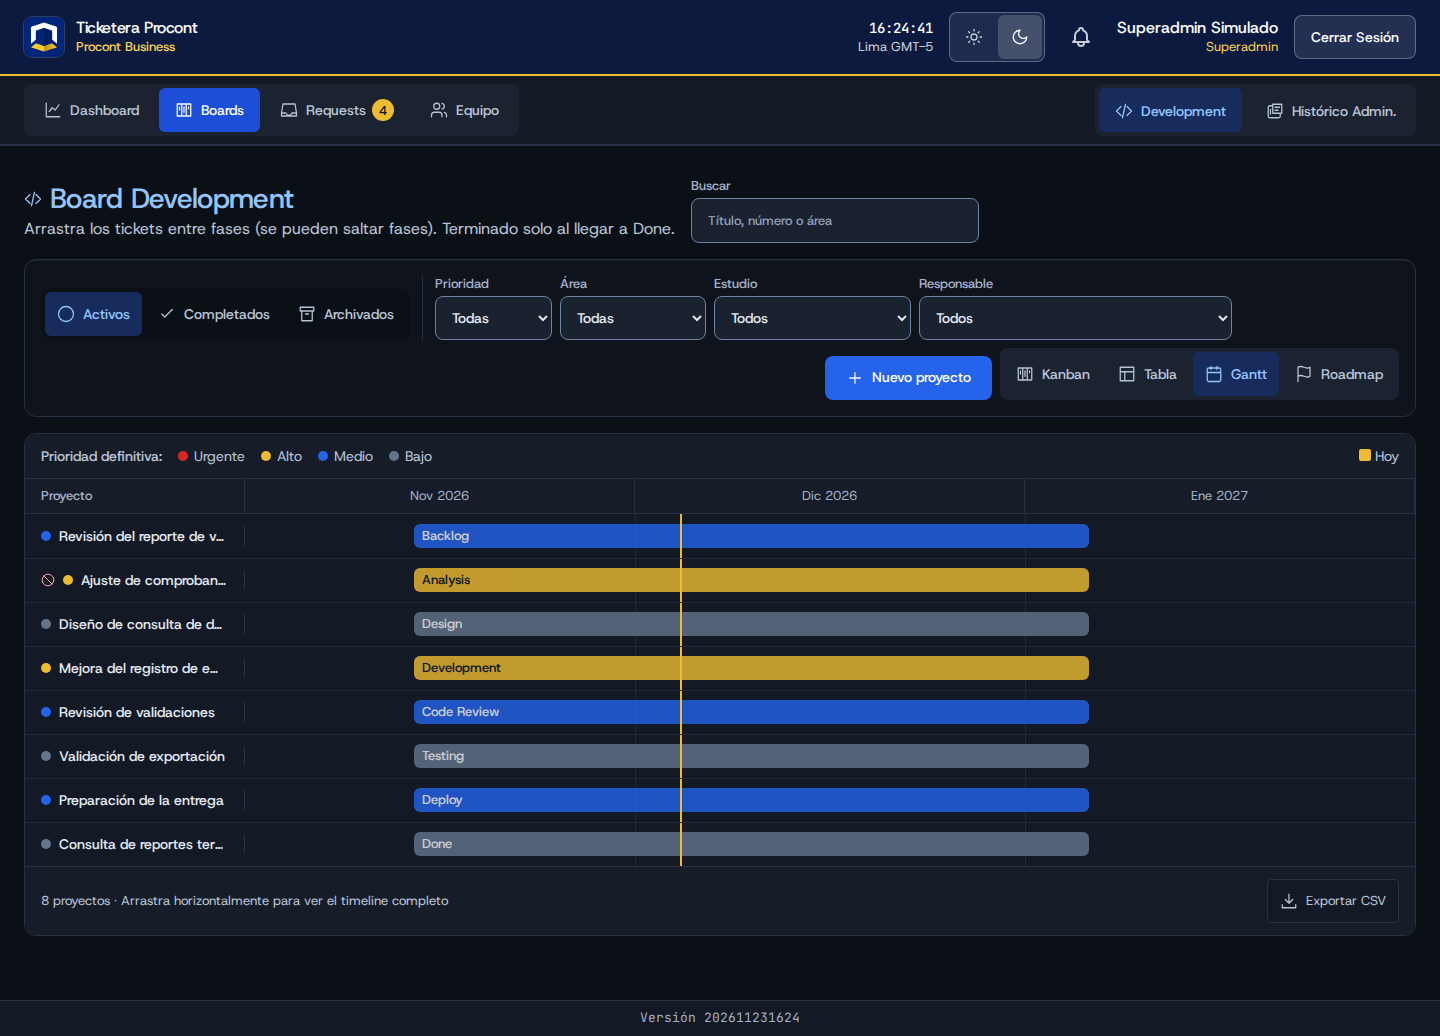 Ticketera Procont
Procont Business
16:24:41
Lima GMT-5
Superadmin Simulado
Superadmin
Cerrar Sesión
Dashboard
Boards
Requests 4
Equipo
Development
Histórico Admin.
Board Development
Arrastra los tickets entre fases (se pueden saltar fases). Terminado solo al llegar a Done.
Buscar
Título, número o área
Activos
Completados
Archivados
Prioridad
Todas
Área
Todas
Estudio
Todos
Responsable
Todos
Nuevo proyecto
Kanban
Tabla
Gantt
Roadmap
Prioridad definitiva: Urgente Alto Medio Bajo
Hoy
Proyecto Nov 2026 Dic 2026 Ene 2027
Revisión del reporte de v... Backlog
Ajuste de comproban... Analysis
Diseño de consulta de d... Design
Mejora del registro de e... Development
Revisión de validaciones Code Review
Validación de exportación Testing
Preparación de la entrega Deploy
Consulta de reportes ter... Done
8 proyectos · Arrastra horizontalmente para ver el timeline completo
Exportar CSV
Versión 202611231624